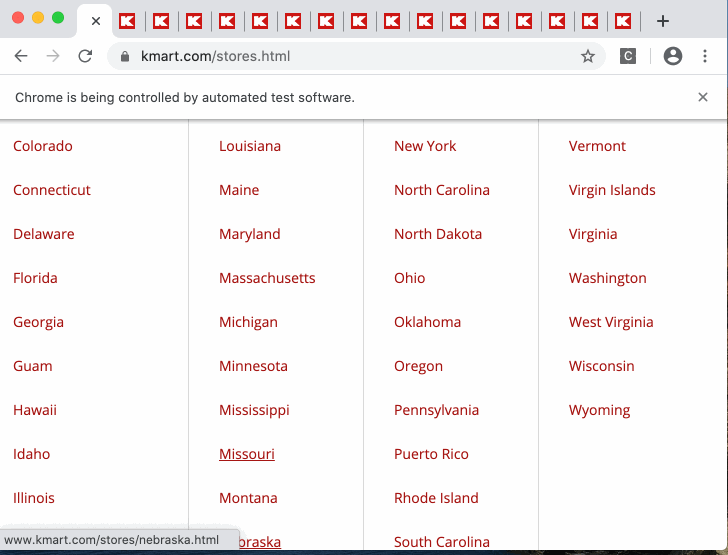 kmart.com/stores.html
C
Chrome is being controlled by automated test software.
Colorado
Connecticut
Delaware
Florida
Georgia
Guam
Hawaii
Idaho
Illinois
Louisiana
Maine
Maryland
Massachusetts
Michigan
Minnesota
Mississippi
Missouri
Montana
braska
New York
North Carolina
North Dakota
Ohio
Oklahoma
Oregon
Pennsylvania
Puerto Rico
Rhode Island
South Carolina
Vermont
Virgin Islands
Virginia
Washington
West Virginia
Wisconsin
Wyoming
www.kmart.com/stores/nebraska.html